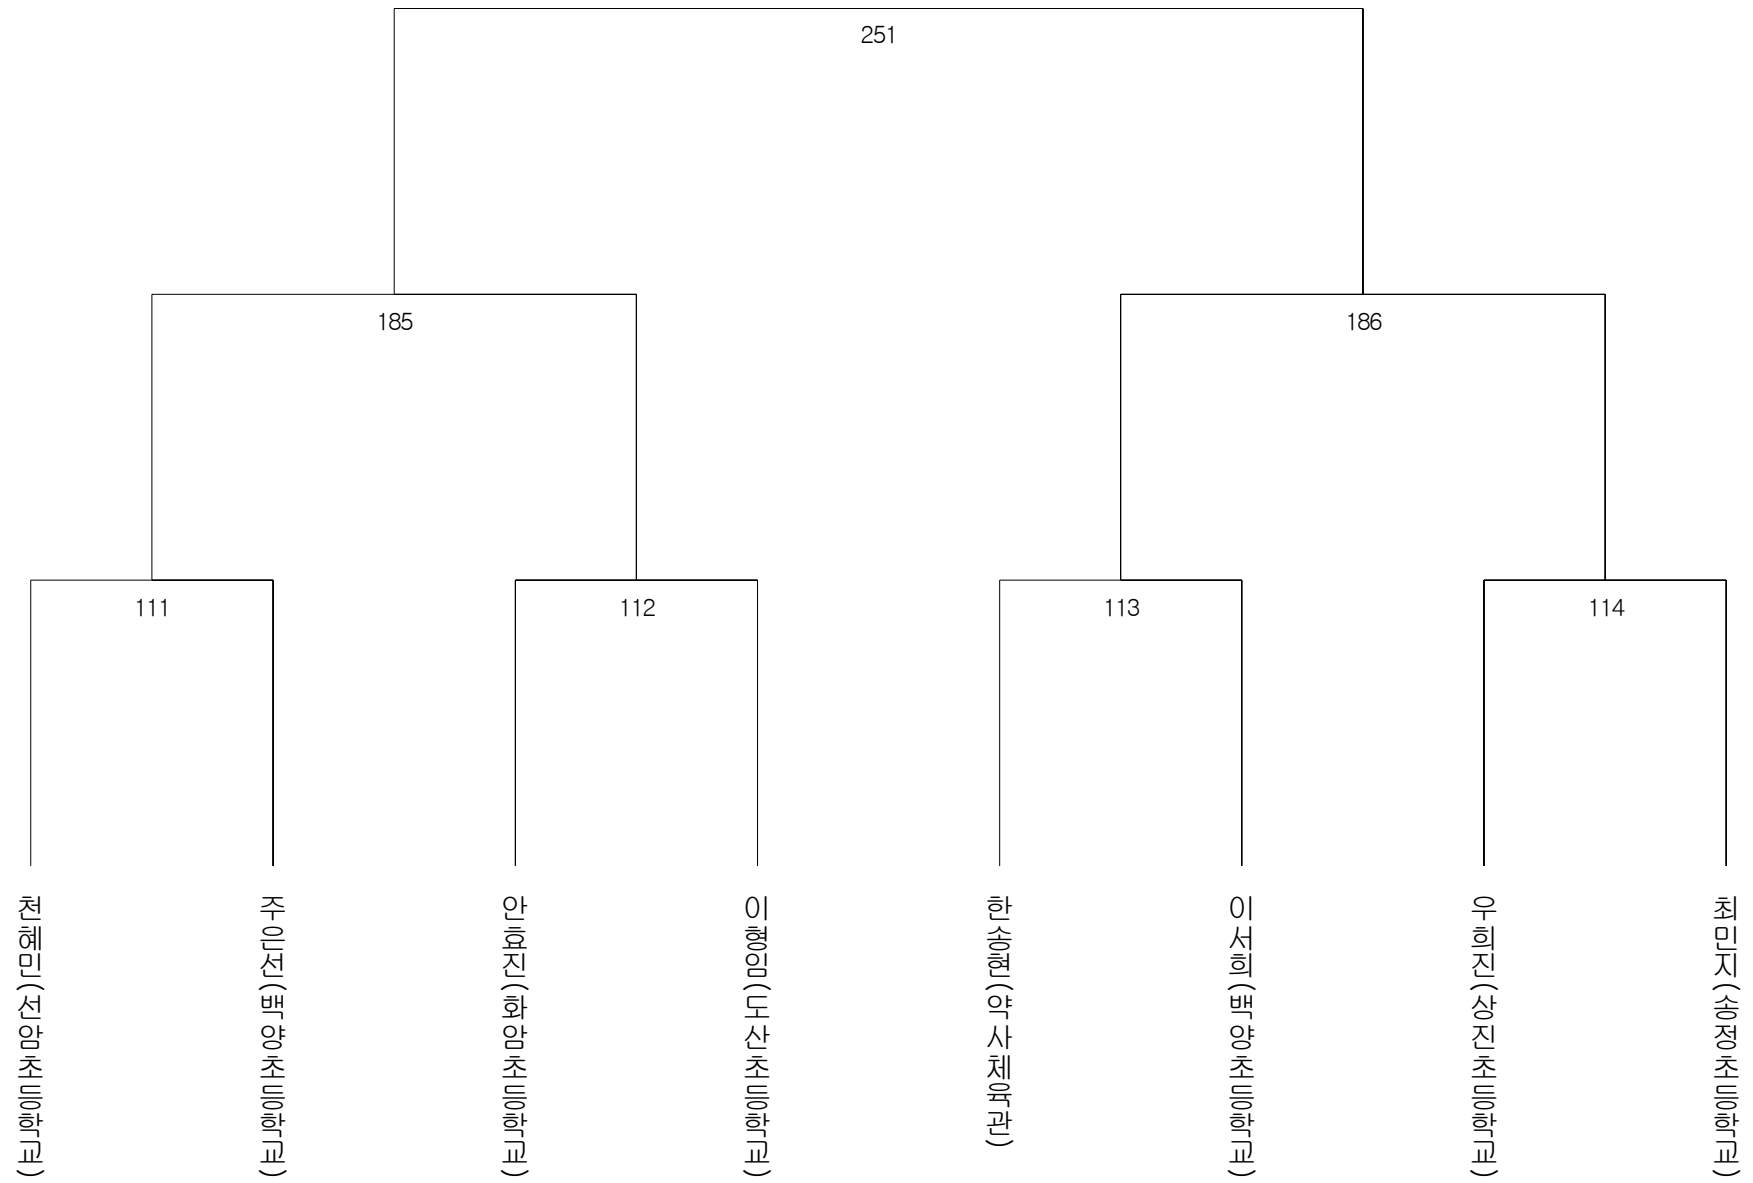 251
185
186
111
112
113
114
천혜민(선암초등학교)
주은선(백양초등학교)
안효진(화암초등학교)
이형임(도산초등학교)
한송현(약사체육관)
이서희(백양초등학교)
우희진(상진초등학교)
최민지(송정초등학교)